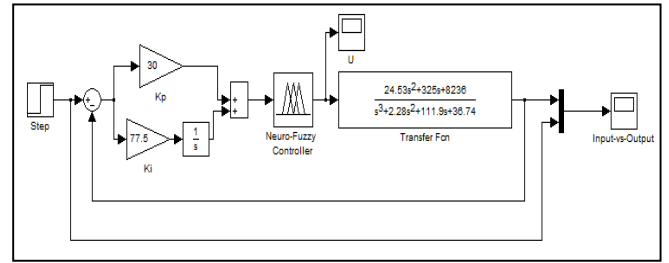 Step
+
-
30
Kp
77.5
Ki
1
s
+
+
Neuro-Fuzzy
Controller
U
24.53s²+325s+8236
s³+2.28s²+111.9s+36.74
Transfer Fcn
Input-vs-Output